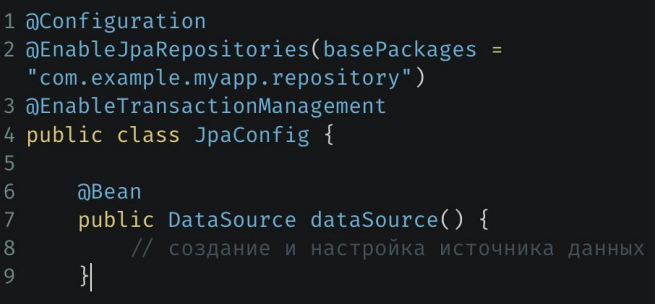 1 @Configuration
2 @EnableJpaRepositories(basePackages =
"com.example.myapp.repository")
3 @EnableTransactionManagement
4 public class JpaConfig {
5
6     @Bean
7     public DataSource dataSource() {
8         // создание и настройка источника данных
9     }